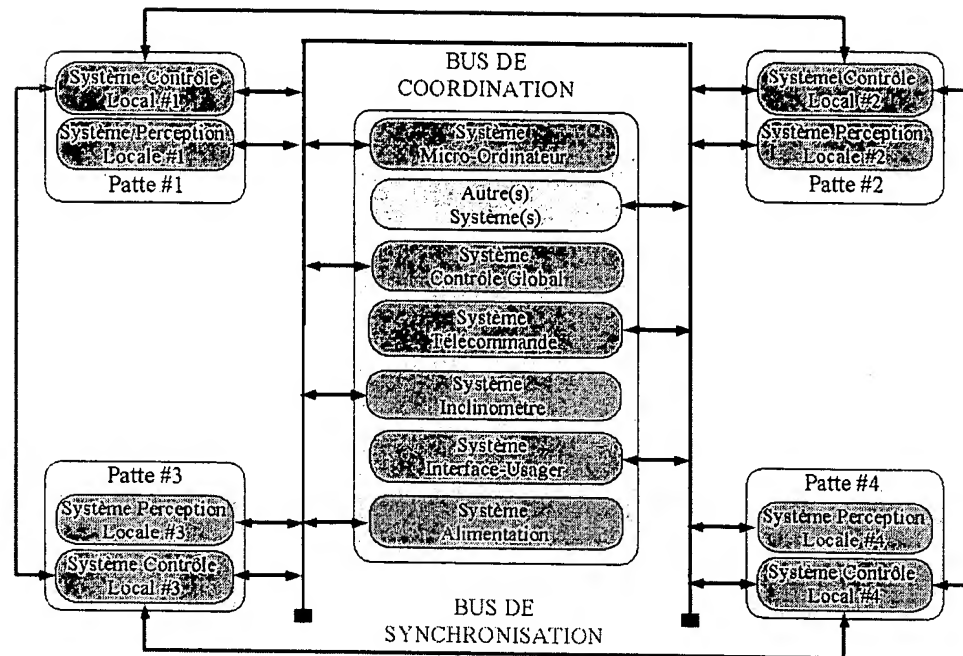 BUS DE
COORDINATION
Système Contrôle
Local #1
Système Perception
Locale #1
Patte #1
Système Contrôle
Local #2
Système Perception
Locale #2
Patte #2
Système
Micro-Ordinateur
Autre(s)
Système(s)
Système
Contrôle Global
Système
Télécommande
Système
Inclinomètre
Système
Interface-Usager
Système
Alimentation
Patte #3
Système Perception
Locale #3
Système Contrôle
Local #3
Patte #4
Système Perception
Locale #4
Système Contrôle
Local #4
BUS DE
SYNCHRONISATION